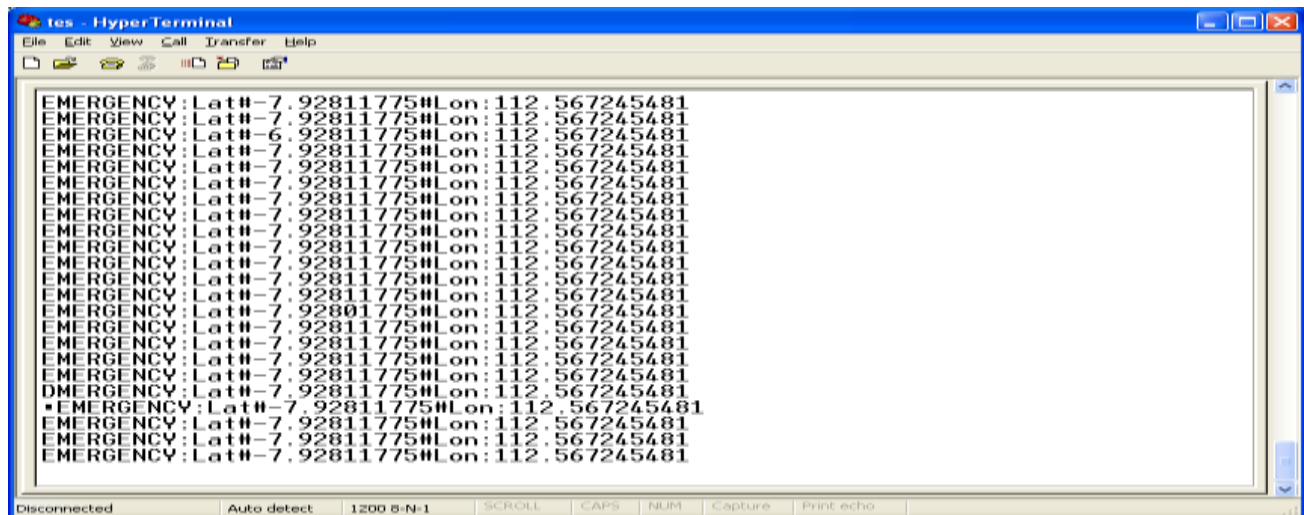 tes - HyperTerminal
File Edit View Call Transfer Help
EMERGENCY:Lat#-7.92811775#Lon:112.567245481
EMERGENCY:Lat#-7.92811775#Lon:112.567245481
EMERGENCY:Lat#-6.92811775#Lon:112.567245481
EMERGENCY:Lat#-7.92811775#Lon:112.567245481
EMERGENCY:Lat#-7.92811775#Lon:112.567245481
EMERGENCY:Lat#-7.92811775#Lon:112.567245481
EMERGENCY:Lat#-7.92811775#Lon:112.567245481
EMERGENCY:Lat#-7.92811775#Lon:112.567245481
EMERGENCY:Lat#-7.92811775#Lon:112.567245481
EMERGENCY:Lat#-7.92811775#Lon:112.567245481
EMERGENCY:Lat#-7.92811775#Lon:112.567245481
EMERGENCY:Lat#-7.92811775#Lon:112.567245481
EMERGENCY:Lat#-7.92811775#Lon:112.567245481
EMERGENCY:Lat#-7.92801775#Lon:112.567245481
EMERGENCY:Lat#-7.92811775#Lon:112.567245481
EMERGENCY:Lat#-7.92811775#Lon:112.567245481
EMERGENCY:Lat#-7.92811775#Lon:112.567245481
EMERGENCY:Lat#-7.92811775#Lon:112.567245481
DMERGENCY:Lat#-7.92811775#Lon:112.567245481
▪EMERGENCY:Lat#-7.92811775#Lon:112.567245481
EMERGENCY:Lat#-7.92811775#Lon:112.567245481
EMERGENCY:Lat#-7.92811775#Lon:112.567245481
EMERGENCY:Lat#-7.92811775#Lon:112.567245481
Disconnected Auto detect 1200 8-N-1 SCROLL CAPS NUM Capture Print echo